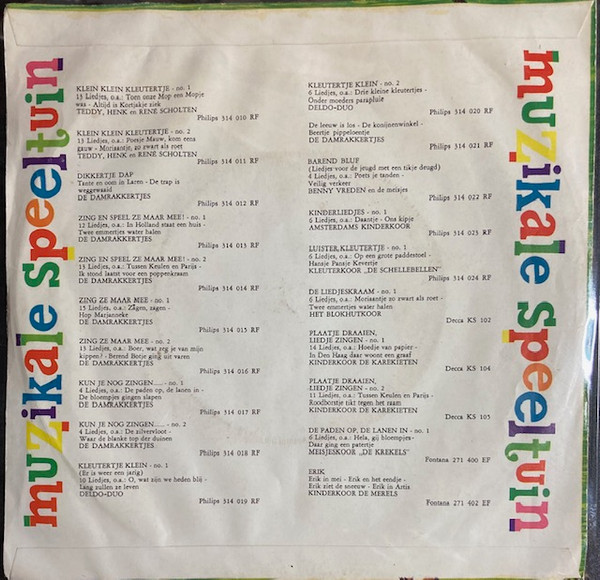 muzikale speeltuin
KLEIN KLEIN KLEUTERTJE - no. 1
13 Liedjes, o.a.: Toen onze Mop een Mopje
was - Altijd is Kortjakje ziek
TEDDY, HENK en RENÉ SCHOLTEN
Philips 314 010 RF
KLEIN KLEIN KLEUTERTJE - no. 2
13 Liedjes, o.a.: Poesje Mauw, kom eens
gauw - Moriaantje, zo zwart als roet
TEDDY, HENK en RENÉ SCHOLTEN
Philips 314 011 RF
DIKKERTJE DAP
- Tante en oom in Laren - De trap is
weggewaaid
DE DAMRAKKERTJES
Philips 314 012 RF
ZING EN SPEEL ZE MAAR MEE! - no. 1
12 Liedjes, o.a.: In Holland staat een huis -
Twee emmertjes water halen
DE DAMRAKKERTJES
Philips 314 013 RF
ZING EN SPEEL ZE MAAR MEE! - no. 2
13 Liedjes, o.a.: Tussen Keulen en Parijs -
Ik stond laatst voor een poppenkraam
DE DAMRAKKERTJES
Philips 314 014 RF
ZING ZE MAAR MEE - no. 1
15 Liedjes, o.a.: Zágen, zagen -
Hop Marjanneke
DE DAMRAKKERTJES
Philips 314 015 RF
ZING ZE MAAR MEE - no. 2
13 Liedjes, o.a.: Boer, wat zeg je van mijn
kippen? - Berend Botje ging uit varen
DE DAMRAKKERTJES
Philips 314 016 RF
KUN JE NOG ZINGEN..... - no. 1
4 Liedjes, o.a.: De paden op, de lanen in -
De bloempjes gingen slapen
DE DAMRAKKERTJES
Philips 314 017 RF
KUN JE NOG ZINGEN..... - no. 2
4 Liedjes, o.a.: De zilvervloot -
Waar de blanke top der duinen
DE DAMRAKKERTJES
Philips 314 018 RF
KLEUTERTJE KLEIN - no. 1
(Er is weer een jarig)
10 Liedjes, o.a.: O, wat zijn we heden blij -
Lang zullen ze leven
DELDO-DUO
Philips 314 019 RF
KLEUTERTJE KLEIN - no. 2
6 Liedjes, o.a.: Drie kleine kleutertjes -
Onder moeders paraplule
DELDO-DUO
Philips 314 020 RF
De leeuw is los - De konijnenwinkel -
Beertje pippeloentje
DE DAMRAKKERTJES
Philips 314 021 RF
BAREND BLUF
(Liedjes voor de jeugd met een tikje deugd)
4 Liedjes, o.a.: Poets je tanden -
Veilig verkeer
BENNY VREDEN en de meisjes
Philips 314 022 RF
KINDERLIEDJES - no. 1
6 Liedjes, o.a.: Daantje - Ons kipje
AMSTERDAMS KINDERKOOR
Philips 314 023 RF
LUISTER, KLEUTERTJE - no. 1
6 Liedjes, o.a.: Op een grote paddestoel -
Hansje Pansje Kevertje
KLEUTERKOOR „DE SCHELLEBELLEN"
Philips 314 024 RF
DE LIEDJESKRAAM - no. 1
6 Liedjes, o.a.: Moriaantje zo zwart als roet -
Twee emmertjes water halen
HET BLOKHUTKOOR
Decca KS 102
PLAATJE DRAAIEN,
LIEDJE ZINGEN - no. 1
14 Liedjes, o.a.: Hoedje van papier -
In Den Haag daar woont een graaf
KINDERKOOR DE KAREKIETEN
Decca KS 104
PLAATJE DRAAIEN,
LIEDJE ZINGEN - no. 2
11 Liedjes, o.a.: Tussen Keulen en Parijs -
Roodborstje tikt tegen het raam
KINDERKOOR DE KAREKIETEN
Decca KS 105
DE PADEN OP, DE LANEN IN - no. 1
6 Liedjes, o.a.: Hela, gij bloempjes-
Daar ging een patertje
MEISJESKOOR „DE KREKELS"
Fontana 271 400 EF
ERIK
Erik in mei - Erik en het eendje -
Erik ziet de sneeuw - Erik in Artis
KINDERKOOR DE MERELS
Fontana 271 402 EF
muzikale speeltuin